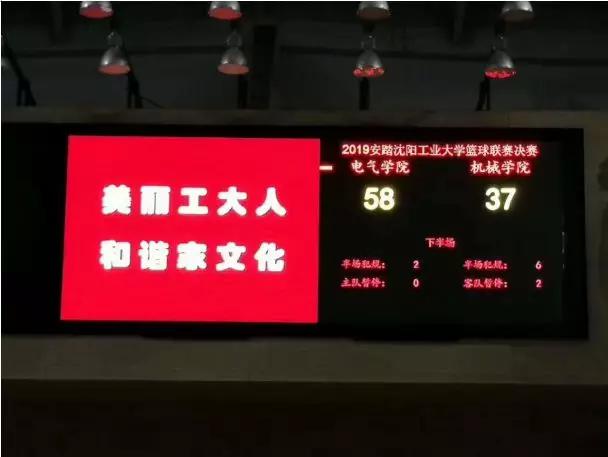 美丽工大人
和谐家文化
2019安踏沈阳工业大学篮球联赛决赛
电气学院 机械学院
58 37
下半场
半场犯规: 2 半场犯规: 6
主队暂停: 0 客队暂停: 2